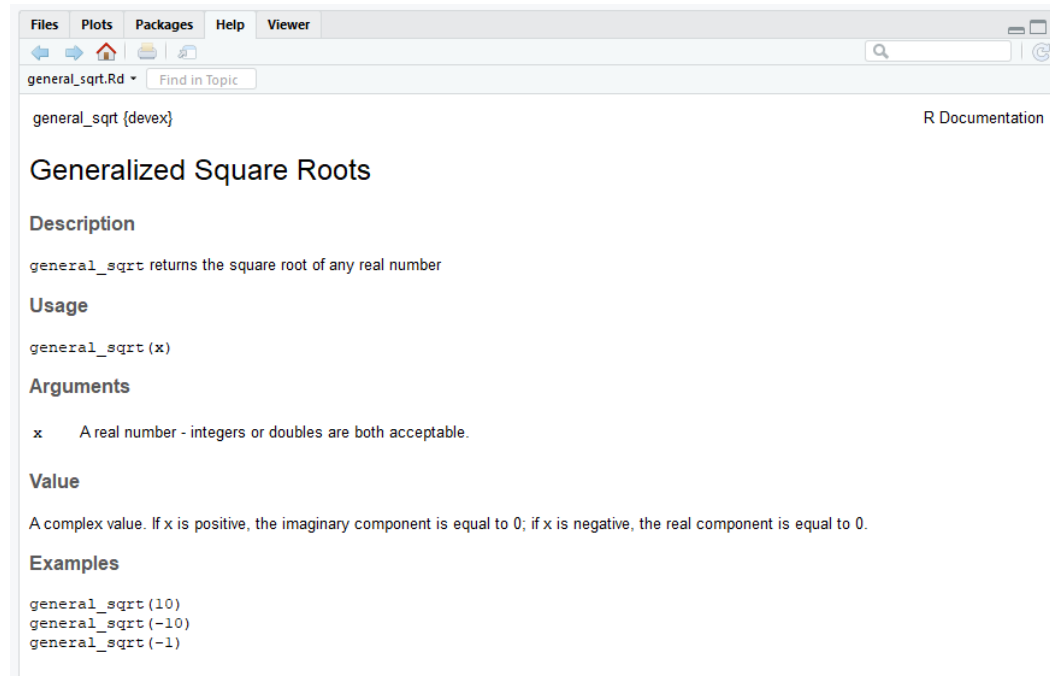 Files Plots Packages Help Viewer
general_sqrt.Rd Find in Topic
general_sqrt {devex} R Documentation
Generalized Square Roots
Description
general_sqrt returns the square root of any real number
Usage
general_sqrt(x)
Arguments
x A real number - integers or doubles are both acceptable.
Value
A complex value. If x is positive, the imaginary component is equal to 0; if x is negative, the real component is equal to 0.
Examples
general_sqrt(10)
general_sqrt(-10)
general_sqrt(-1)